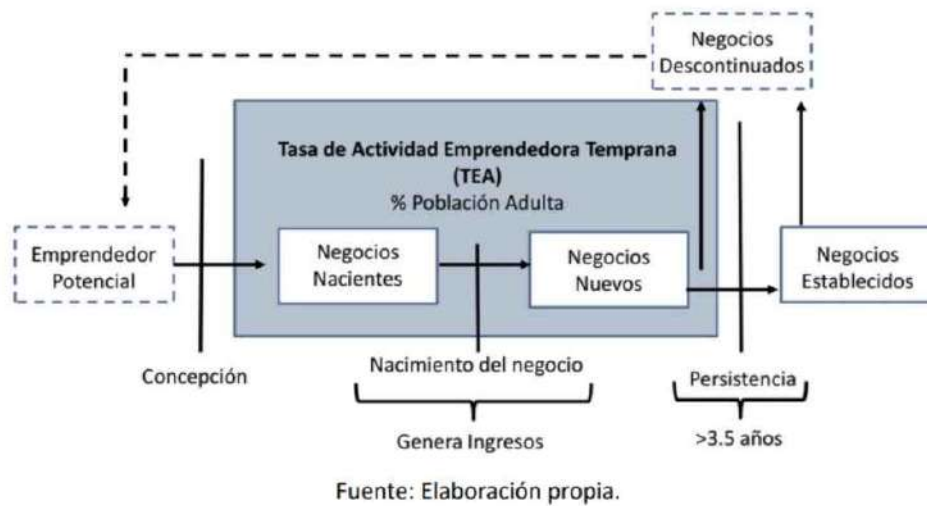 Negocios
Descontinuados
Tasa de Actividad Emprendedora Temprana
(TEA)
% Población Adulta
Emprendedor
Potencial
Negocios
Nacientes
Negocios
Nuevos
Negocios
Establecidos
Concepción
Nacimiento del negocio
Persistencia
Genera Ingresos
>3.5 años
Fuente: Elaboración propia.